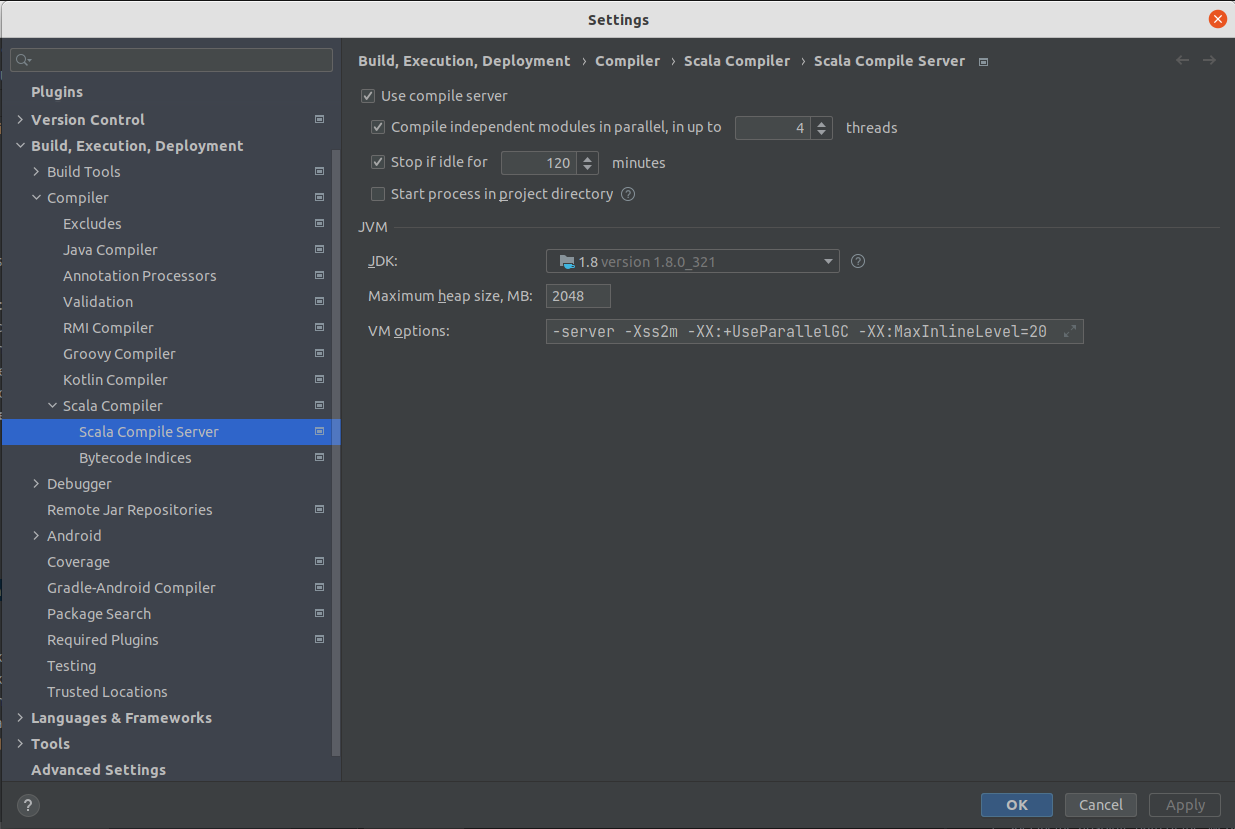 Settings
Plugins
Version Control
Build, Execution, Deployment
Build Tools
Compiler
Excludes
Java Compiler
Annotation Processors
Validation
RMI Compiler
Groovy Compiler
Kotlin Compiler
Scala Compiler
Scala Compile Server
Bytecode Indices
Debugger
Remote Jar Repositories
Android
Coverage
Gradle-Android Compiler
Package Search
Required Plugins
Testing
Trusted Locations
Languages & Frameworks
Tools
Advanced Settings
Build, Execution, Deployment › Compiler › Scala Compiler › Scala Compile Server
Use compile server
Compile independent modules in parallel, in up to 4 threads
Stop if idle for 120 minutes
Start process in project directory ?
JVM
JDK: 1.8 version 1.8.0_321 ?
Maximum heap size, MB: 2048
VM options: -server -Xss2m -XX:+UseParallelGC -XX:MaxInlineLevel=20
? OK Cancel Apply